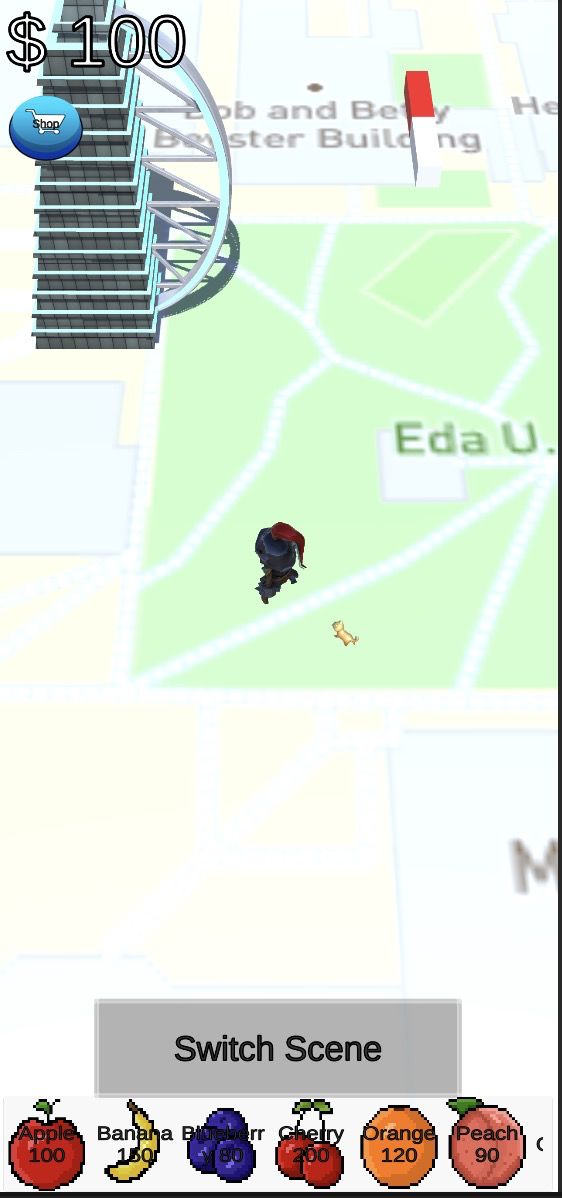 $ 100
Shop
Bob and Betty
Beyster Building
He
Eda U.
M
Switch Scene
Apple
100
Banana
150
Blueberr
y 80
Cherry
200
Orange
120
Peach
90